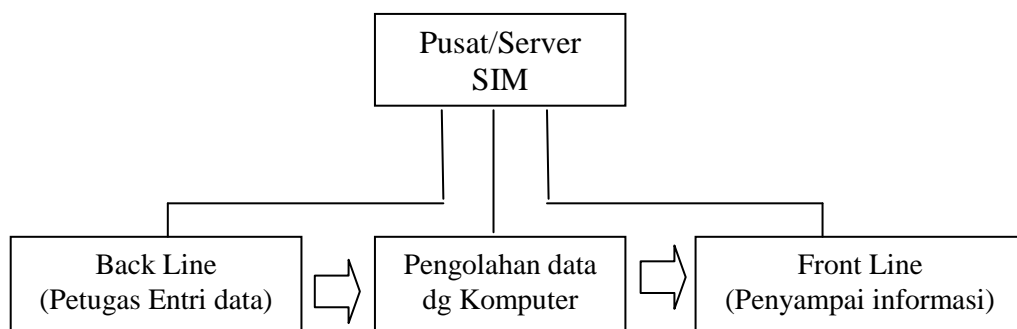 Pusat/Server
SIM
Back Line
(Petugas Entri data)
Pengolahan data
dg Komputer
Front Line
(Penyampai informasi)